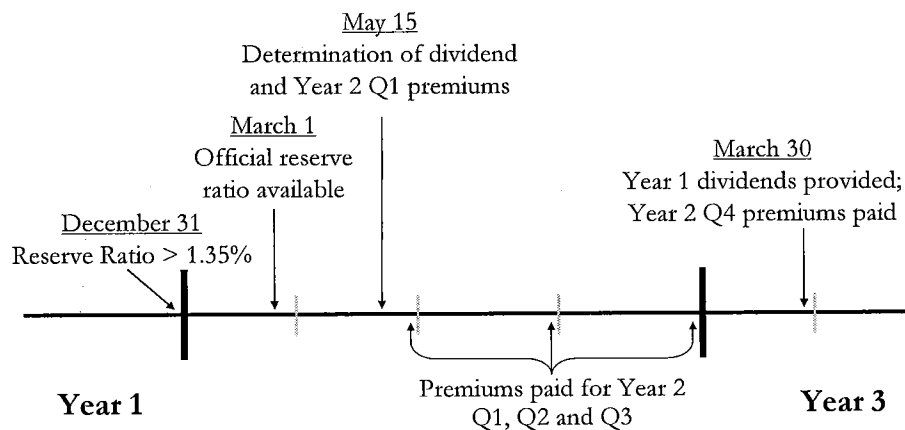 May 15
Determination of dividend
and Year 2 Q1 premiums
March 1
Official reserve
ratio available
March 30
Year 1 dividends provided;
Year 2 Q4 premiums paid
December 31
Reserve Ratio > 1.35%
Year 1
Premiums paid for Year 2
Q1, Q2 and Q3
Year 3